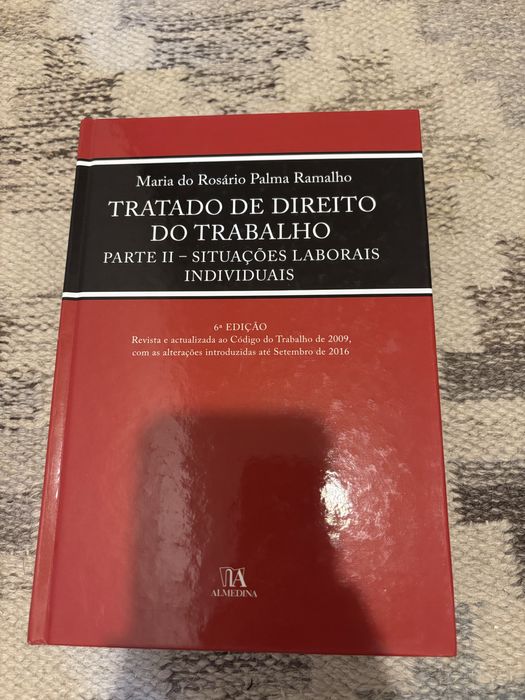 Maria do Rosário Palma Ramalho
TRATADO DE DIREITO
DO TRABALHO
PARTE II – SITUAÇÕES LABORAIS
INDIVIDUAIS
6ª EDIÇÃO
Revista e actualizada ao Código do Trabalho de 2009,
com as alterações introduzidas até Setembro de 2016
ALMEDINA